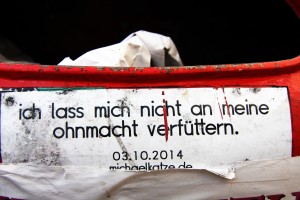 ich lass mich nicht an meine
ohnmacht verfüttern.
03.10.2014
michaelkatze.de